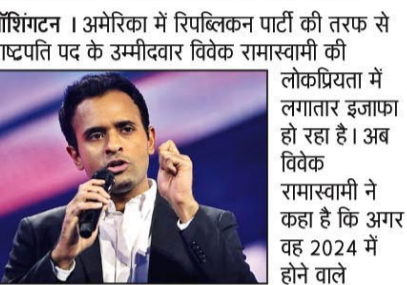 वॉशिंगटन । अमेरिका में रिपब्लिकन पार्टी की तरफ से
राष्ट्रपति पद के उम्मीदवार विवेक रामास्वामी की
लोकप्रियता में
लगातार इजाफा
हो रहा है। अब
विवेक
रामास्वामी ने
कहा है कि अगर
वह 2024 में
होने वाले